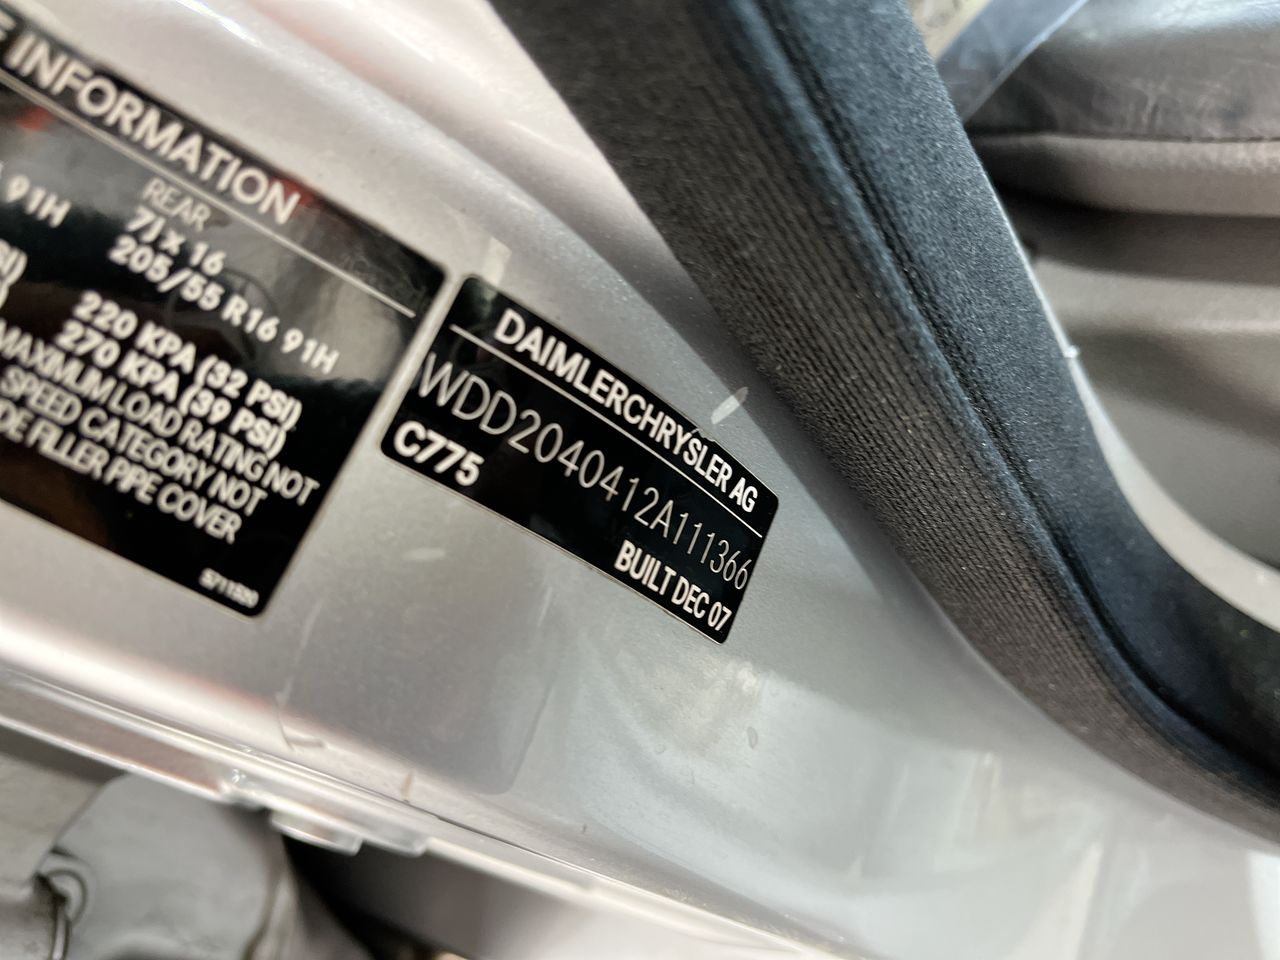 E INFORMATION
REAR
7J x 16
91H
205/55 R16 91H
220 KPA (32 PSI)
270 KPA (39 PSI)
MAXIMUM LOAD RATING NOT
SPEED CATEGORY NOT
DE FILLER PIPE COVER
DAIMLERCHRYSLER AG
WDD2040412A111366
C775
BUILT DEC 07